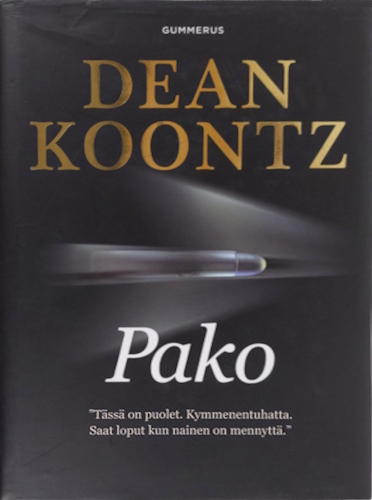 GUMMERUS
DEAN
KOONTZ
Pako
”Tässä on puolet. Kymmenentuhatta.
Saat loput kun nainen on mennyttä.”